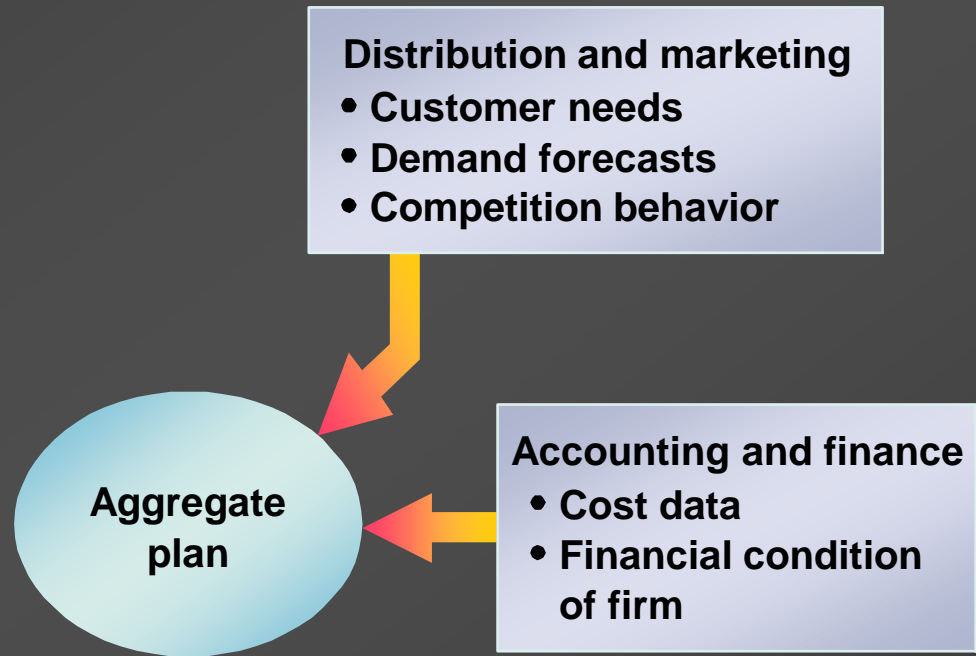 Distribution and marketing
• Customer needs
• Demand forecasts
• Competition behavior
Aggregate
plan
Accounting and finance
• Cost data
• Financial condition
of firm